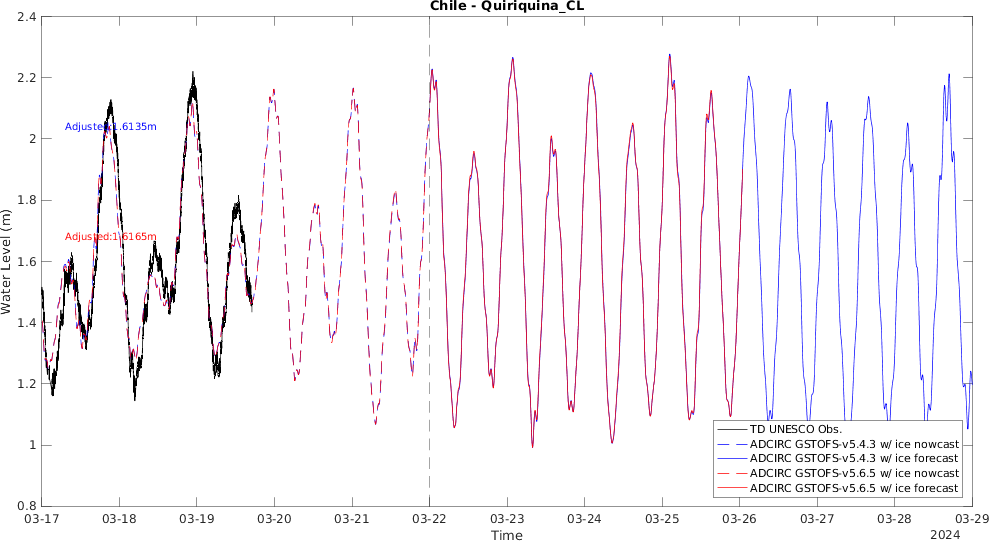 Chile - Quiriquina_CL
2.4
2.2
2
1.8
1.6
1.4
1.2
1
0.8
Water Level (m)
Adjusted:1.6135m
Adjusted:1.6165m
TD UNESCO Obs.
ADCIRC GSTOFS-v5.4.3 w/ ice nowcast
ADCIRC GSTOFS-v5.4.3 w/ ice forecast
ADCIRC GSTOFS-v5.6.5 w/ ice nowcast
ADCIRC GSTOFS-v5.6.5 w/ ice forecast
03-17 03-18 03-19 03-20 03-21 03-22 03-23 03-24 03-25 03-26 03-27 03-28 03-29
Time
2024